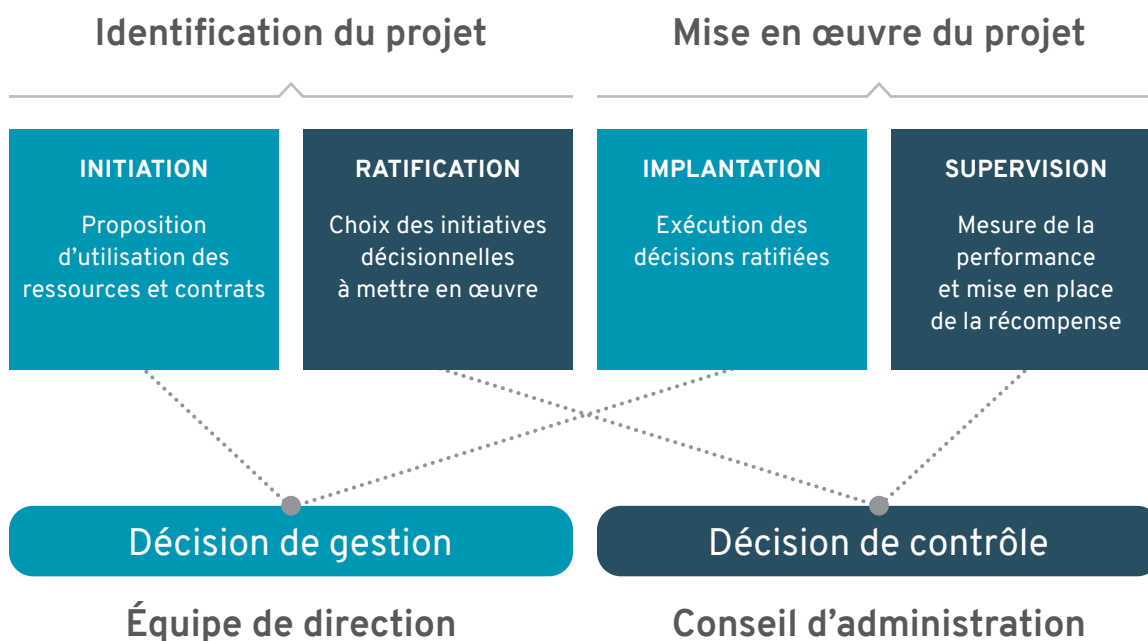 Identification du projet
Mise en œuvre du projet
INITIATION
Proposition
d'utilisation des
ressources et contrats
RATIFICATION
Choix des initiatives
décisionnelles
à mettre en œuvre
IMPLANTATION
Exécution des
décisions ratifiées
SUPERVISION
Mesure de la
performance
et mise en place
de la récompense
Décision de gestion
Décision de contrôle
Équipe de direction
Conseil d'administration